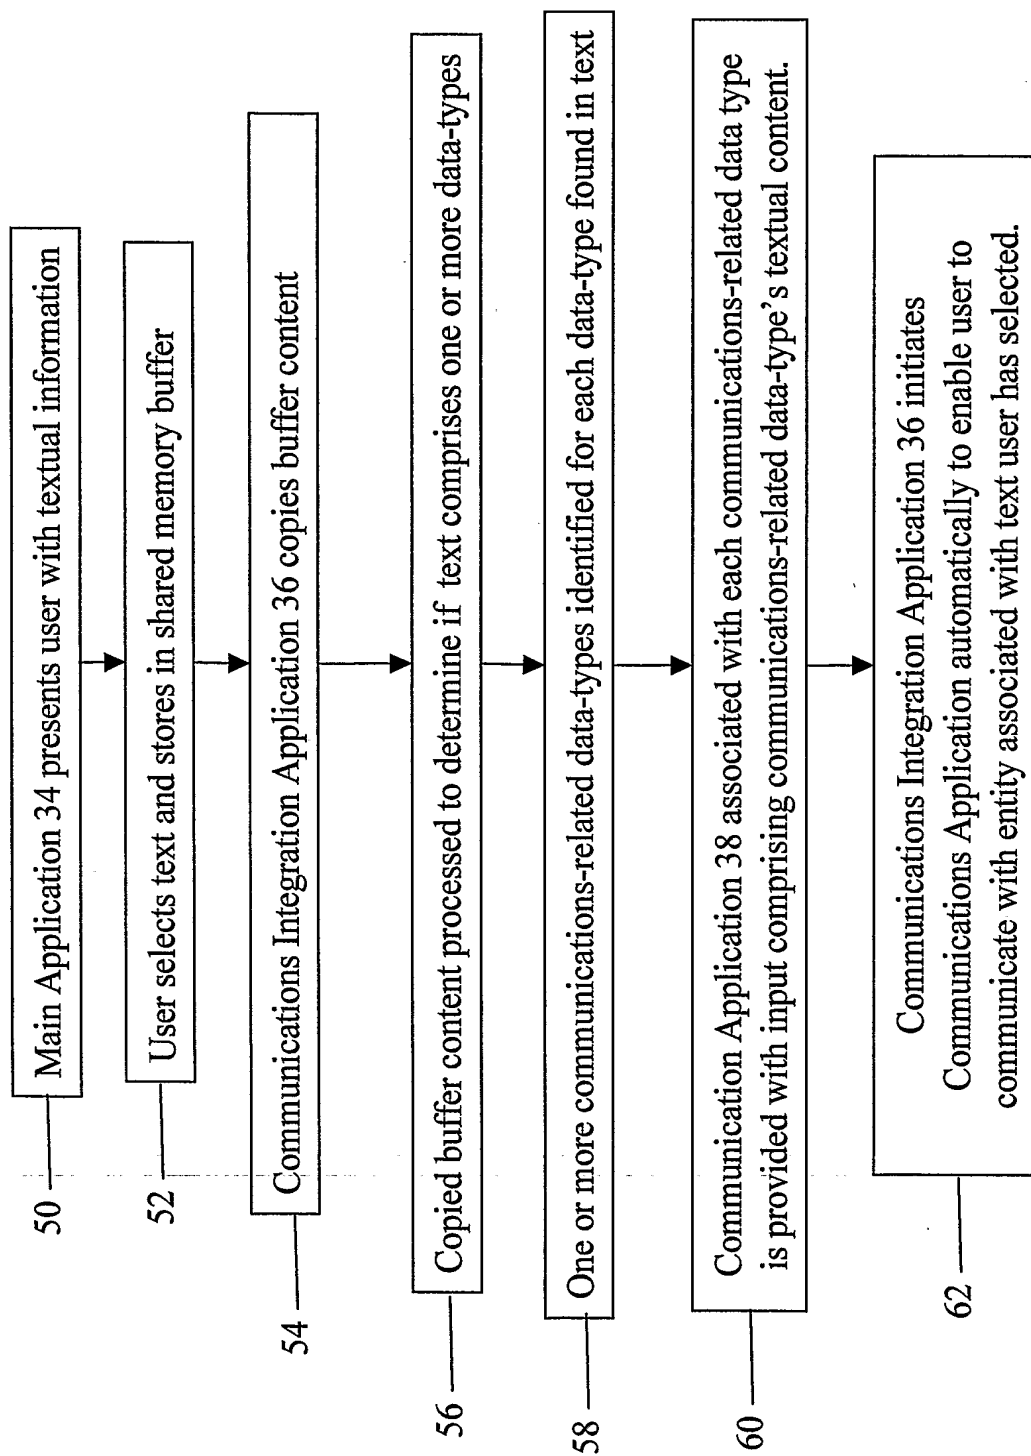 50
Main Application 34 presents user with textual information
52
User selects text and stores in shared memory buffer
54
Communications Integration Application 36 copies buffer content
56
Copied buffer content processed to determine if text comprises one or more data-types
58
One or more communications-related data-types identified for each data-type found in text
60
Communication Application 38 associated with each communications-related data type
is provided with input comprising communications-related data-type's textual content.
62
Communications Integration Application 36 initiates
Communications Application automatically to enable user to
communicate with entity associated with text user has selected.